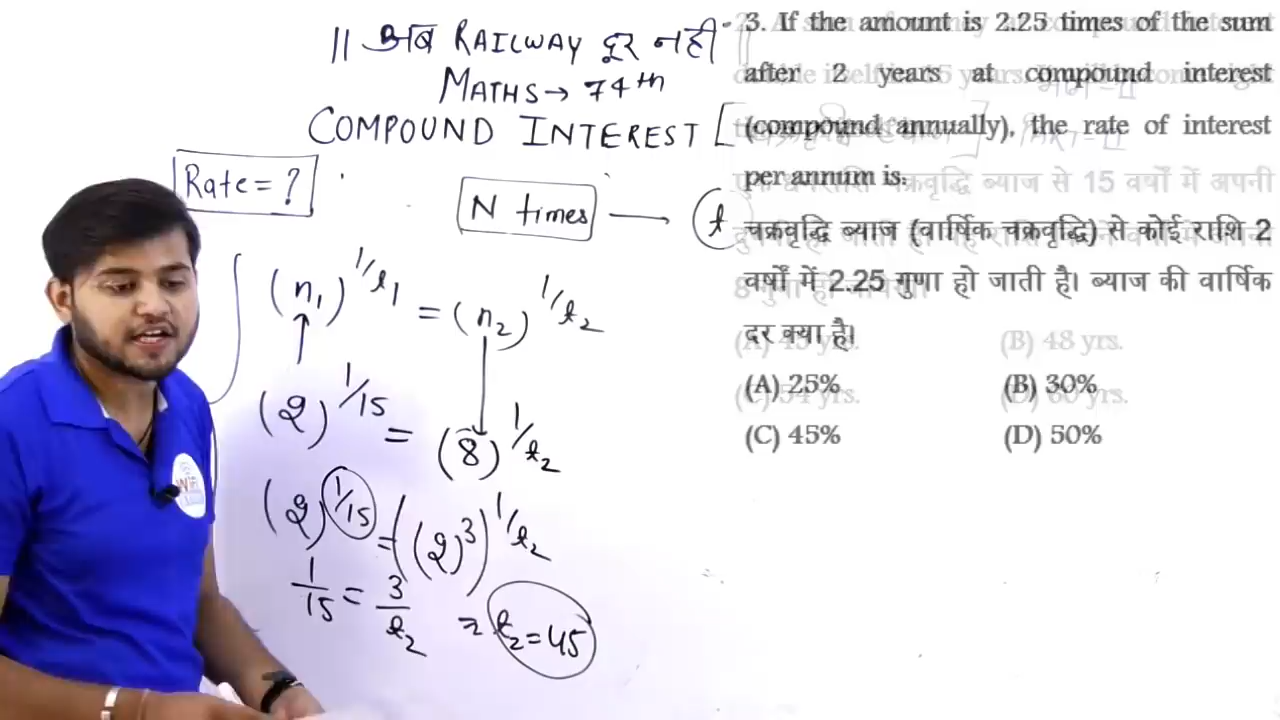 || अब RAILWAY दूर नही ||
MATHS → 74th
COMPOUND INTEREST [
Rate = ?
N times → t
(n₁)^1/t₁ = (n₂)^1/t₂
(2)^1/15 = (8)^1/t₂
(2)^1/15 = ((2)^3)^1/t₂
1/15 = 3/t₂ = t₂ = 45
3. If the amount is 2.25 times of the sum
after 2 years at compound interest
(compound annually), the rate of interest
per annum is.
चक्रवृद्धि ब्याज (वार्षिक चक्रवृद्धि) से कोई राशि 2
वर्षों में 2.25 गुणा हो जाती है। ब्याज की वार्षिक
दर क्या है।
(A) 25% (B) 30%
(C) 45% (D) 50%
(B) 48 yrs.